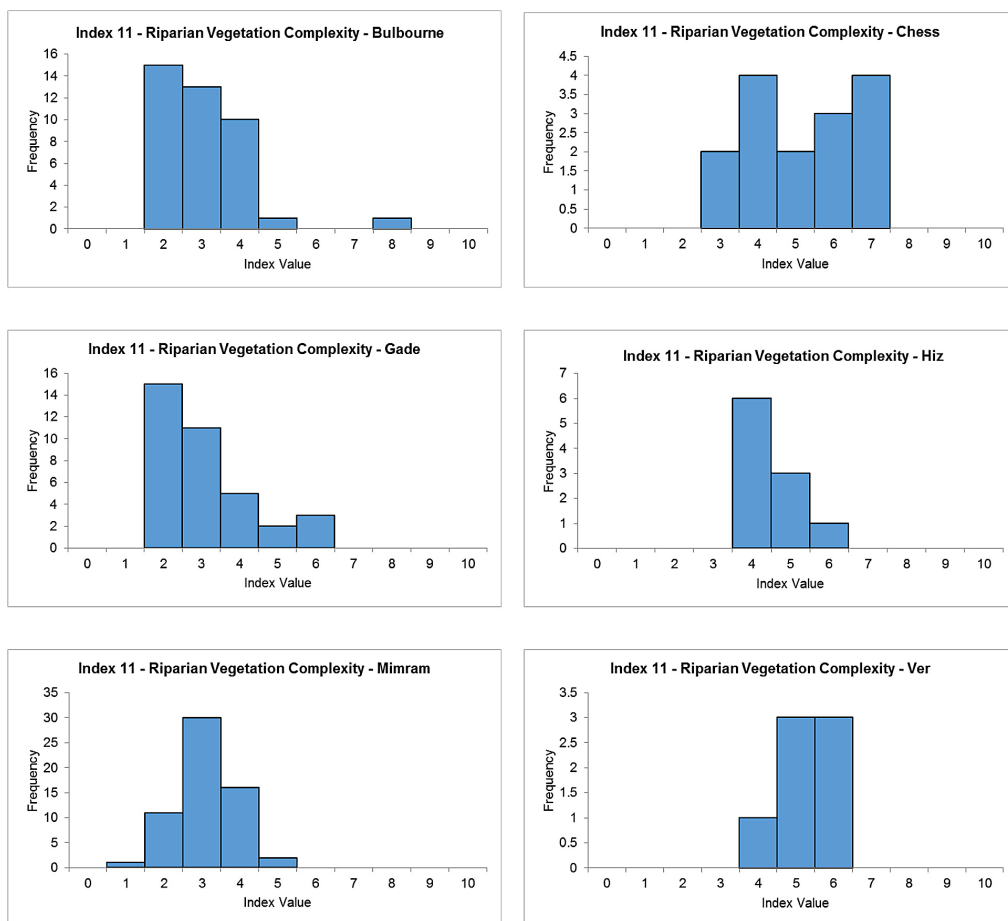 Index 11 - Riparian Vegetation Complexity - Bulbourne
16
14
12
10
8
6
4
2
0
Frequency
0 1 2 3 4 5 6 7 8 9 10
Index Value
Index 11 - Riparian Vegetation Complexity - Chess
4.5
4
3.5
3
2.5
2
1.5
1
0.5
0
Frequency
0 1 2 3 4 5 6 7 8 9 10
Index Value
Index 11 - Riparian Vegetation Complexity - Gade
16
14
12
10
8
6
4
2
0
Frequency
0 1 2 3 4 5 6 7 8 9 10
Index Value
Index 11 - Riparian Vegetation Complexity - Hiz
7
6
5
4
3
2
1
0
Frequency
0 1 2 3 4 5 6 7 8 9 10
Index Value
Index 11 - Riparian Vegetation Complexity - Mimram
35
30
25
20
15
10
5
0
Frequency
0 1 2 3 4 5 6 7 8 9 10
Index Value
Index 11 - Riparian Vegetation Complexity - Ver
3.5
3
2.5
2
1.5
1
0.5
0
Frequency
0 1 2 3 4 5 6 7 8 9 10
Index Value